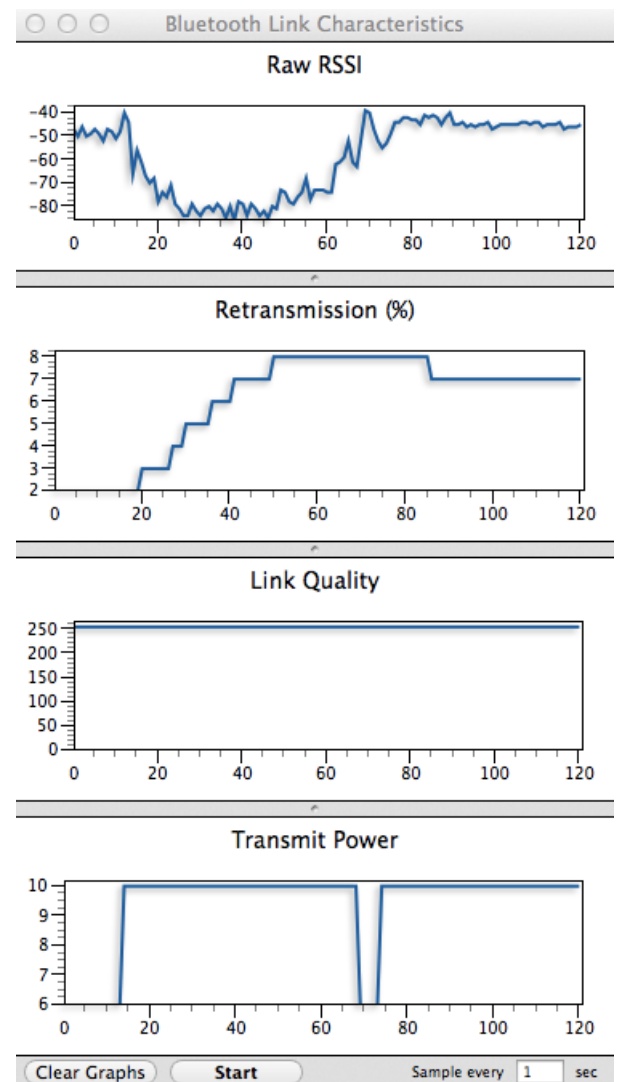 Bluetooth Link Characteristics
Raw RSSI
-40
-50
-60
-70
-80
0 20 40 60 80 100 120
Retransmission (%)
8
7
6
5
4
3
2
0 20 40 60 80 100 120
Link Quality
250
200
150
100
50
0
0 20 40 60 80 100 120
Transmit Power
10
9
8
7
6
0 20 40 60 80 100 120
Clear Graphs Start Sample every 1 sec